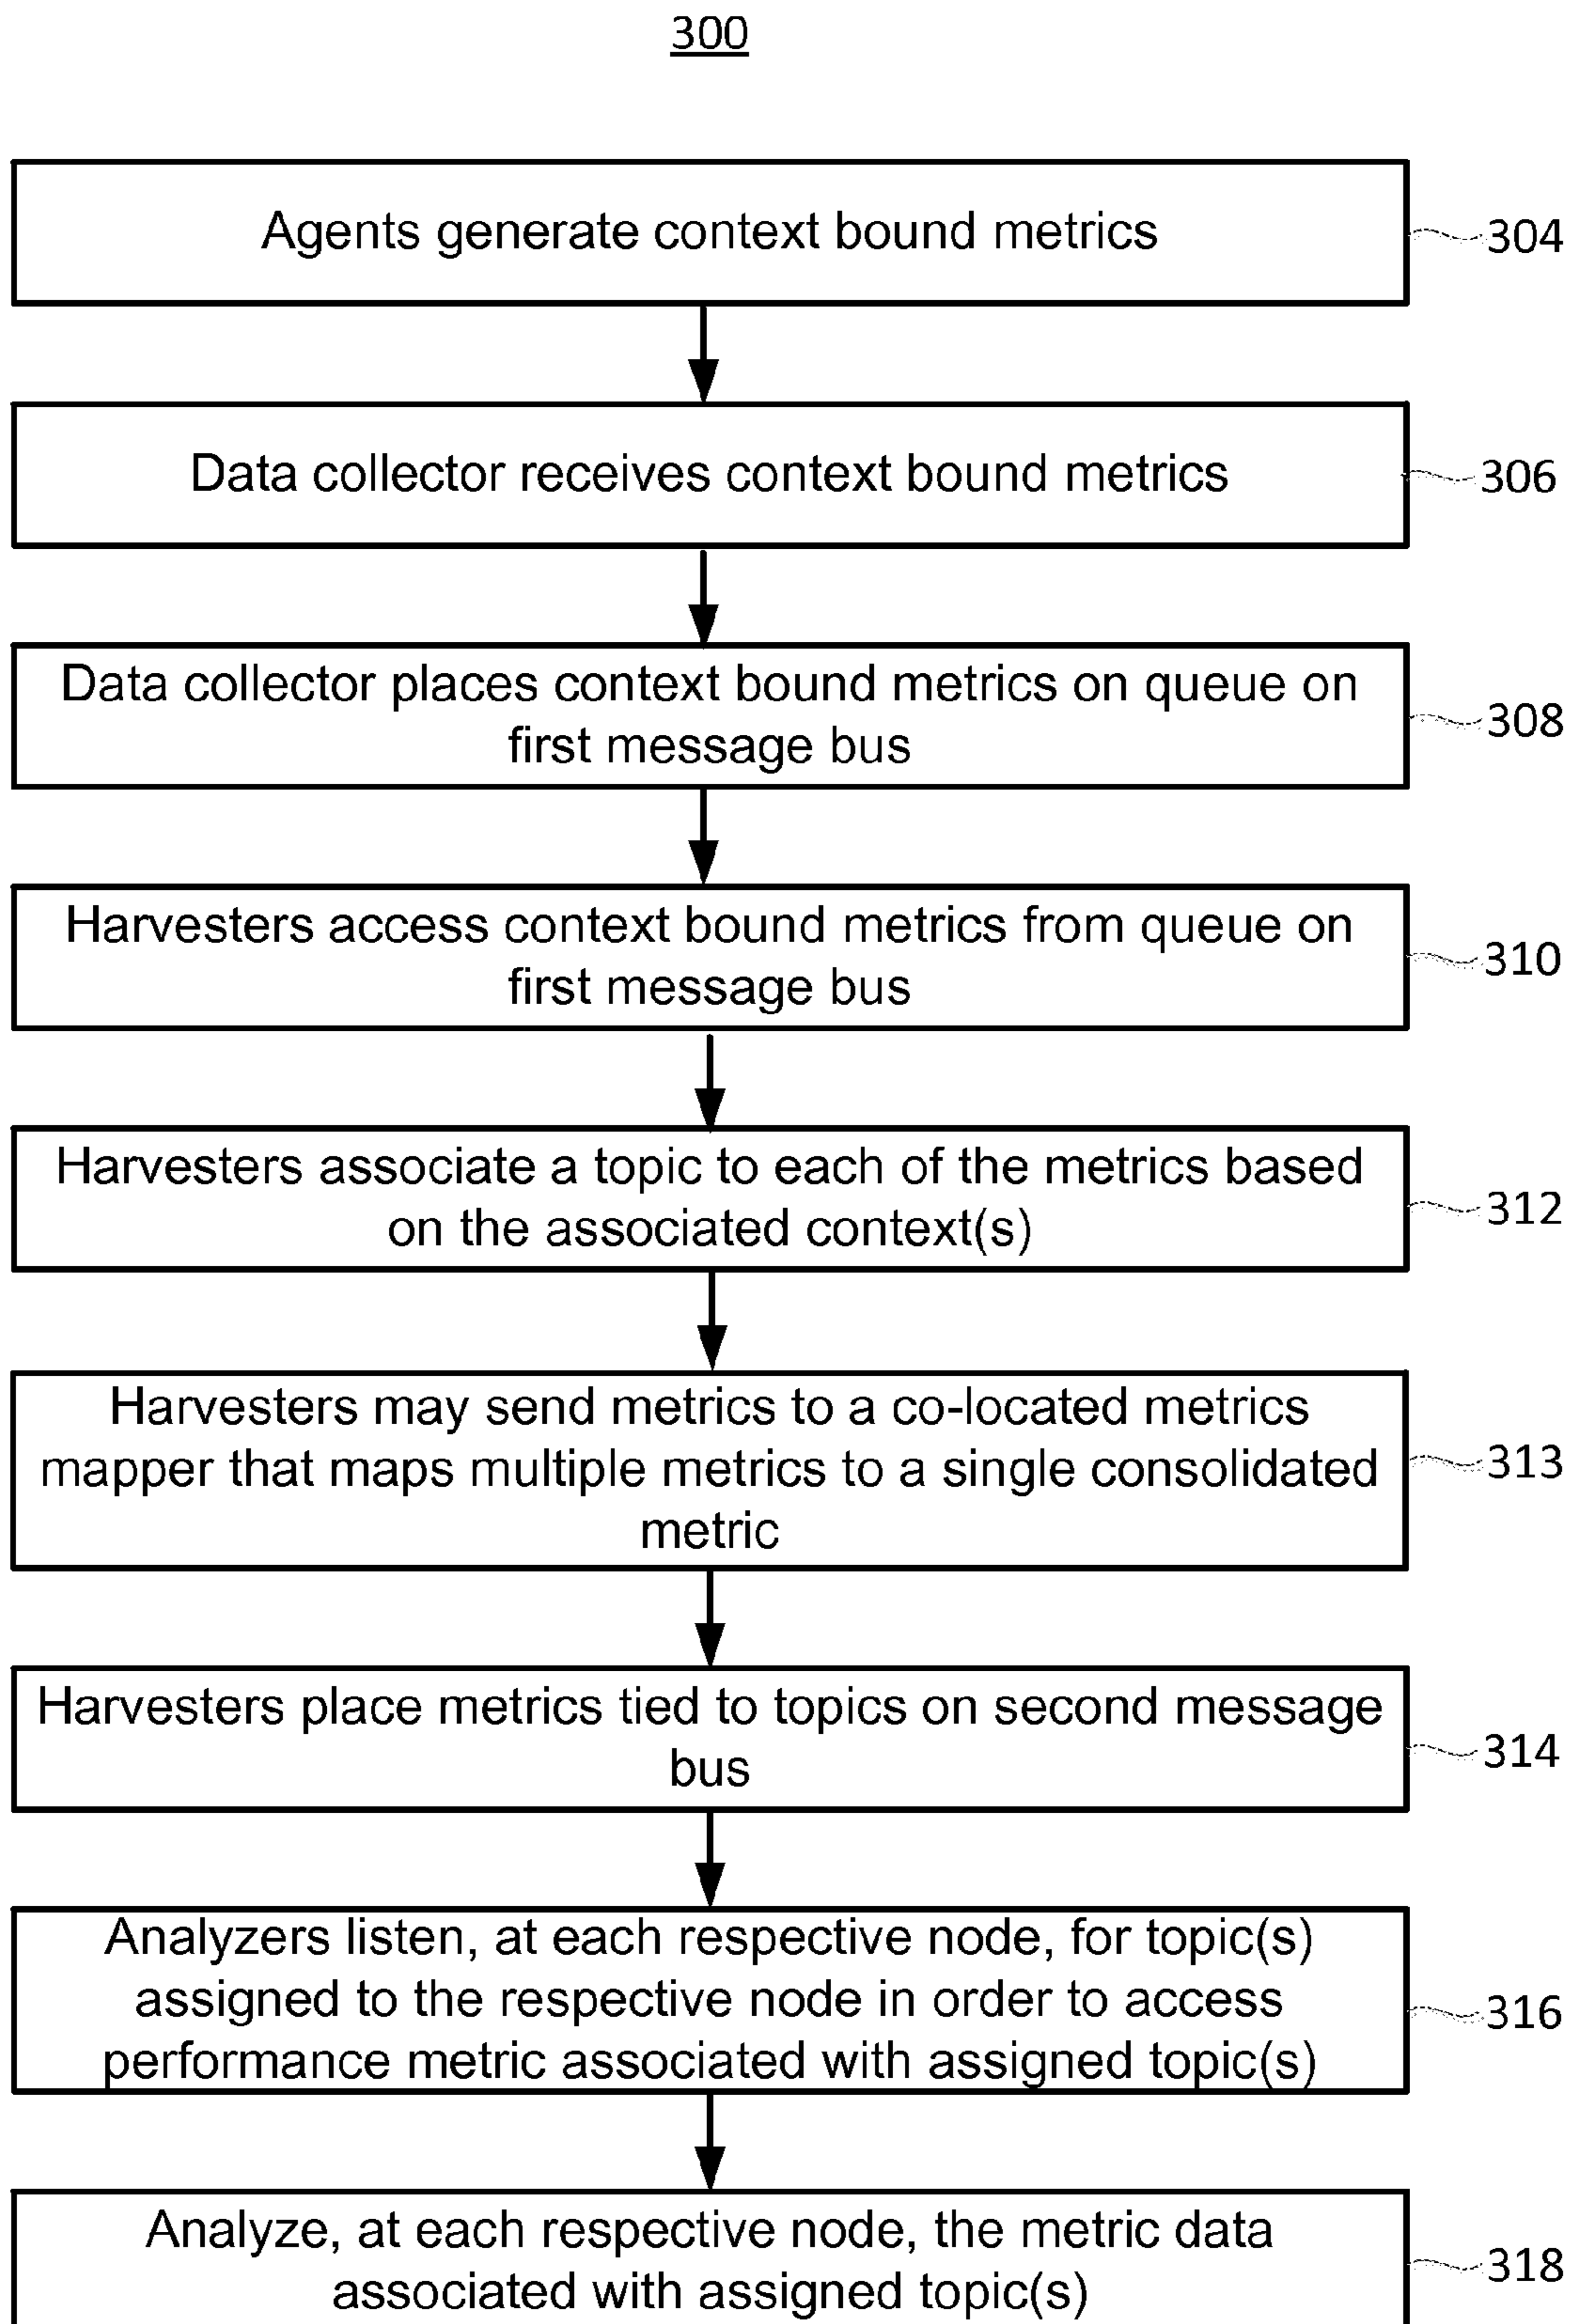 300
Agents generate context bound metrics
304
Data collector receives context bound metrics
306
Data collector places context bound metrics on queue on
first message bus
308
Harvesters access context bound metrics from queue on
first message bus
310
Harvesters associate a topic to each of the metrics based
on the associated context(s)
312
Harvesters may send metrics to a co-located metrics
mapper that maps multiple metrics to a single consolidated
metric
313
Harvesters place metrics tied to topics on second message
bus
314
Analyzers listen, at each respective node, for topic(s)
assigned to the respective node in order to access
performance metric associated with assigned topic(s)
316
Analyze, at each respective node, the metric data
associated with assigned topic(s)
318